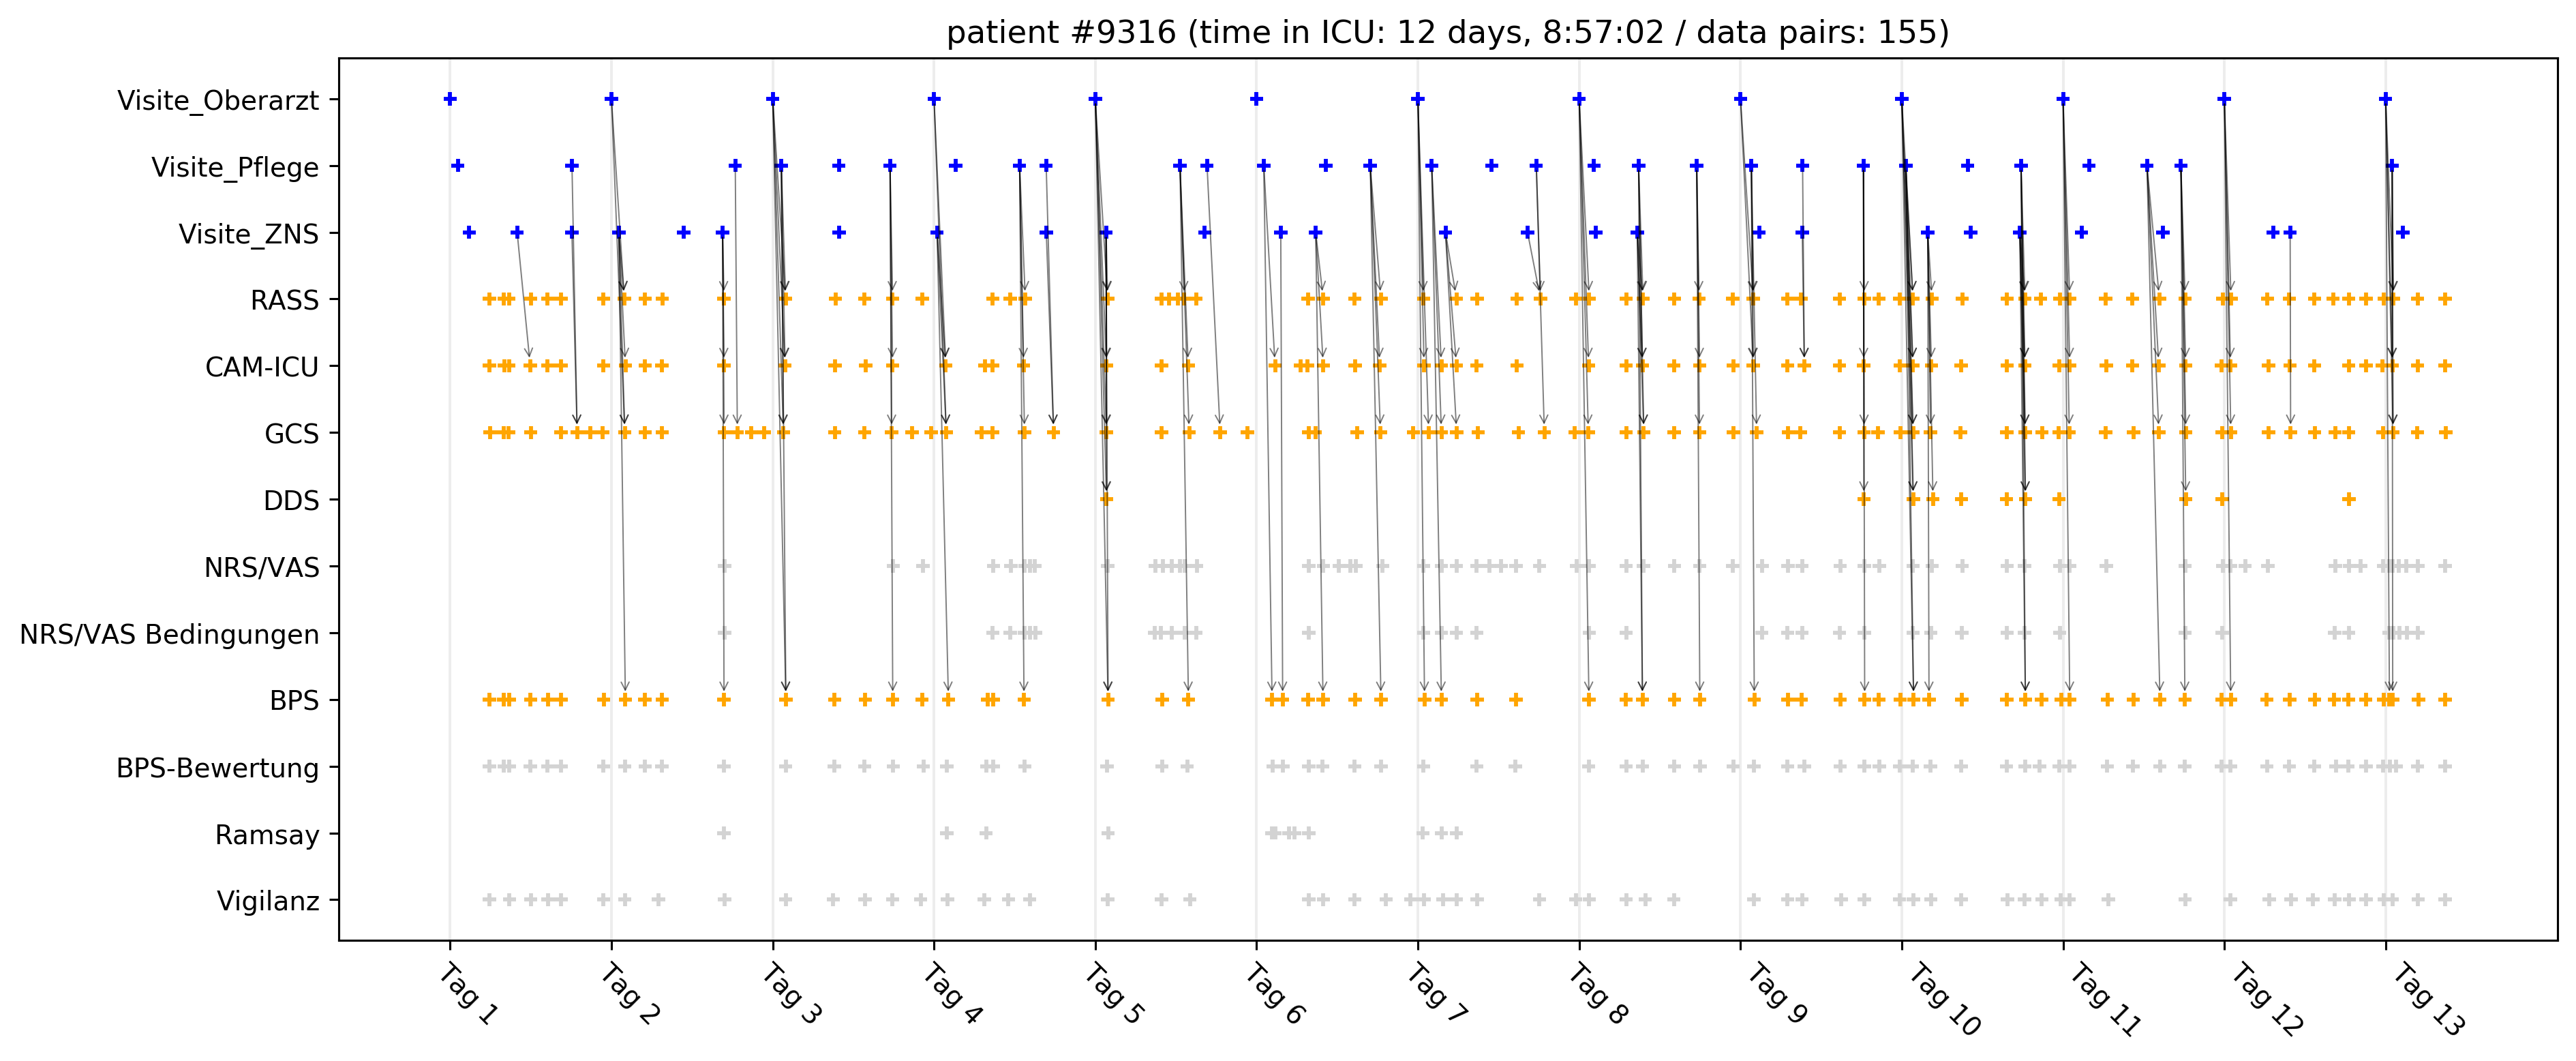 patient #9316 (time in ICU: 12 days, 8:57:02 / data pairs: 155)
Visite_Oberarzt
Visite_Pflege
Visite_ZNS
RASS
CAM-ICU
GCS
DDS
NRS/VAS
NRS/VAS Bedingungen
BPS
BPS-Bewertung
Ramsay
Vigilanz
Tag 1
Tag 2
Tag 3
Tag 4
Tag 5
Tag 6
Tag 7
Tag 8
Tag 9
Tag 10
Tag 11
Tag 12
Tag 13